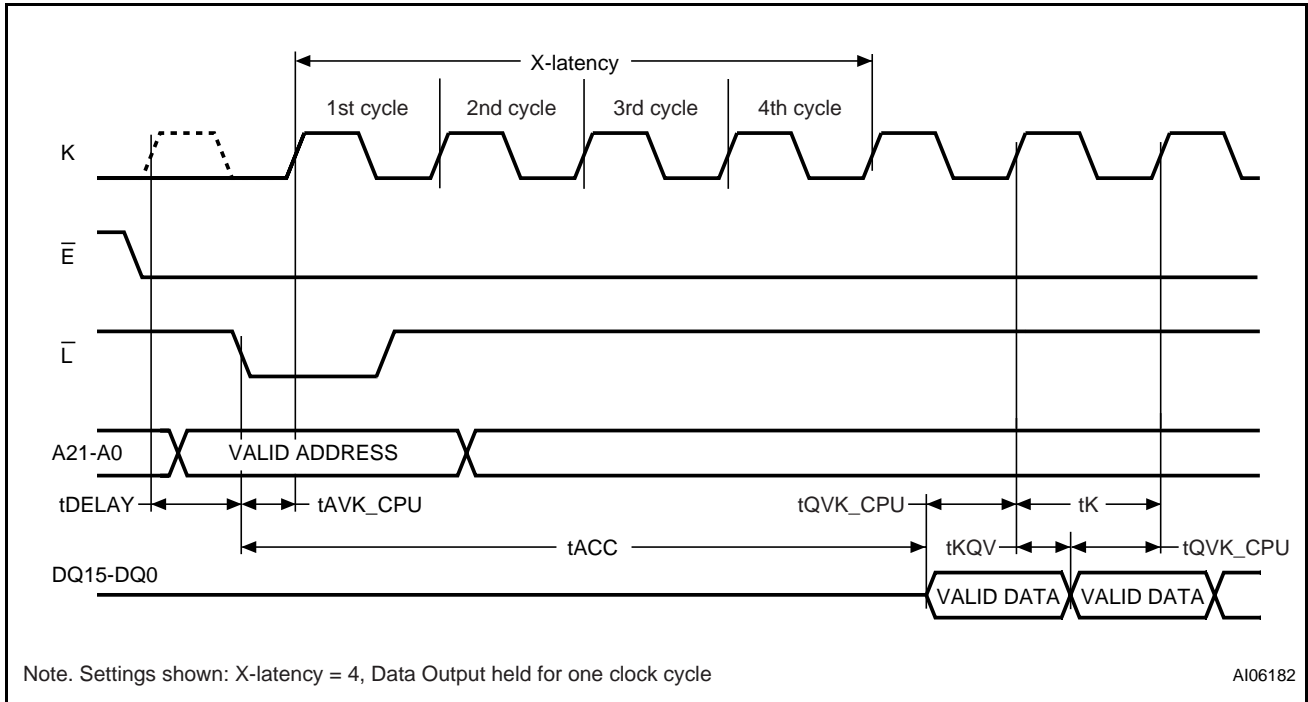 X-latency
1st cycle 2nd cycle 3rd cycle 4th cycle
K
E̅
L̅
A21-A0 VALID ADDRESS
tDELAY tAVK_CPU tQVK_CPU tK
tACC tKQV tQVK_CPU
DQ15-DQ0
VALID DATA VALID DATA
Note. Settings shown: X-latency = 4, Data Output held for one clock cycle
AI06182